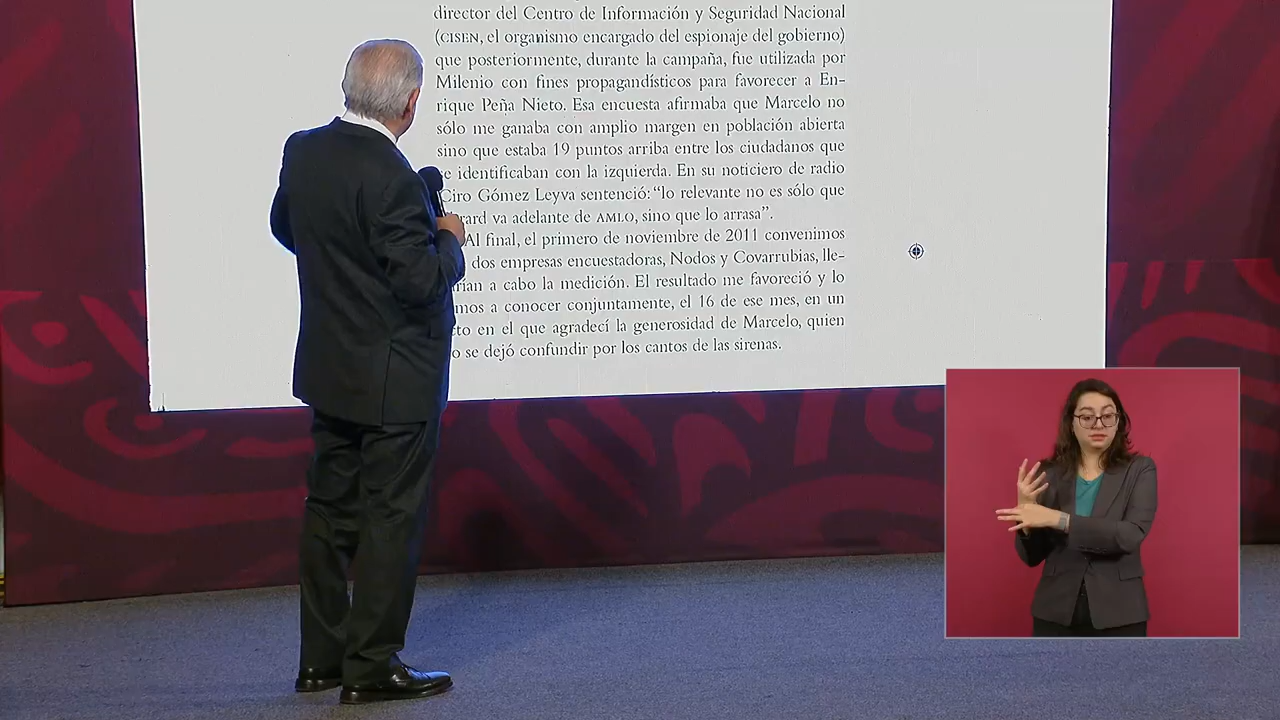 director del Centro de Información y Seguridad Nacional
(CISEN, el organismo encargado del espionaje del gobierno)
que posteriormente, durante la campaña, fue utilizada por
Milenio con fines propagandísticos para favorecer a En-
rique Peña Nieto. Esa encuesta afirmaba que Marcelo no
sólo me ganaba con amplio margen en población abierta
sino que estaba 19 puntos arriba entre los ciudadanos que
se identificaban con la izquierda. En su noticiero de radio
Ciro Gómez Leyva sentenció: “lo relevante no es sólo que
rard va adelante de AMLO, sino que lo arrasa”.
Al final, el primero de noviembre de 2011 convenimos
dos empresas encuestadoras, Nodos y Covarrubias, lle-
rían a cabo la medición. El resultado me favoreció y lo
mos a conocer conjuntamente, el 16 de ese mes, en un
cto en el que agradecí la generosidad de Marcelo, quien
o se dejó confundir por los cantos de las sirenas.